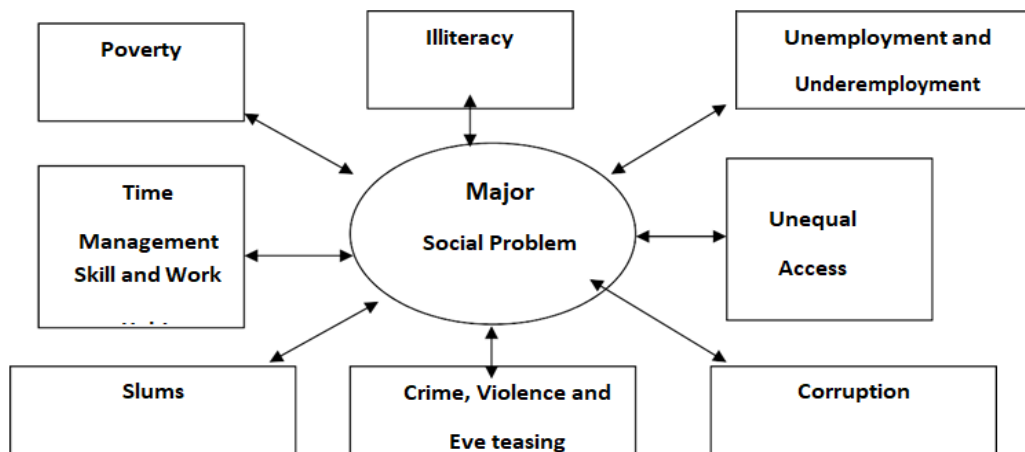 Poverty
Illiteracy
Unemployment and
Underemployment
Time
Management
Skill and Work
Major
Social Problem
Unequal
Access
Slums
Crime, Violence and
Eve teasing
Corruption